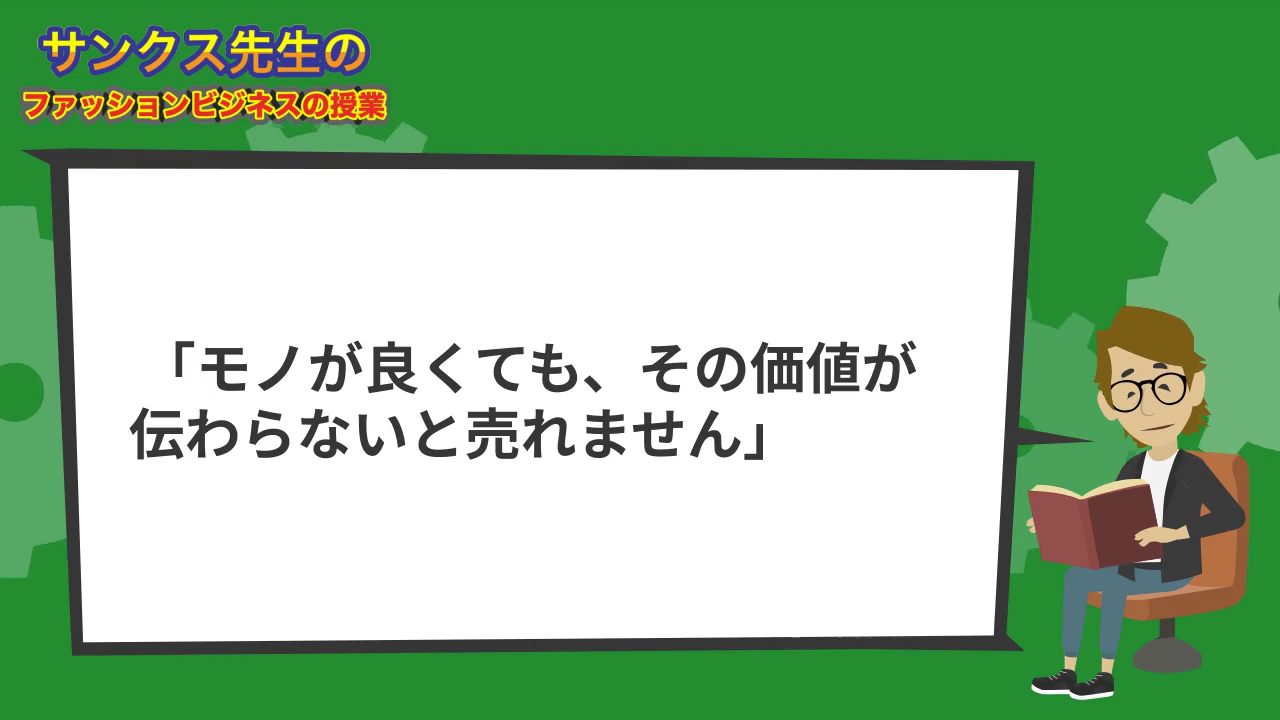 サンクス先生の
ファッションビジネスの授業
「モノが良くても、その価値が
伝わらないと売れません」